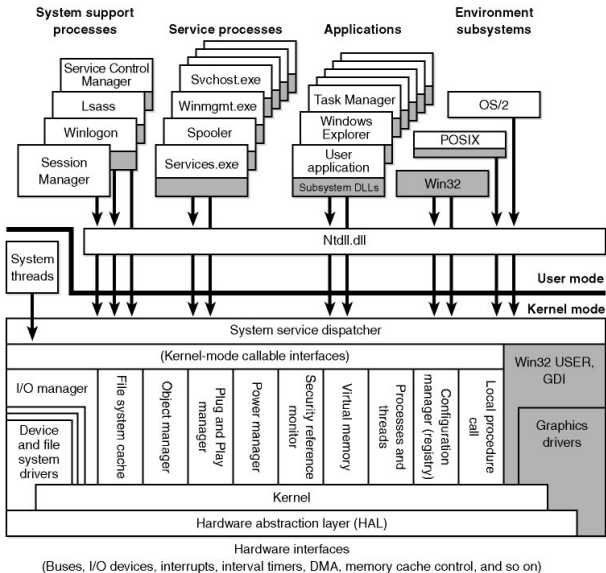 System support
processes
Service processes
Applications
Environment
subsystems
Service Control
Manager
Lsass
Winlogon
Session
Manager
Svchost.exe
Winmgmt.exe
Spooler
Services.exe
Task Manager
Windows
Explorer
User
application
Subsystem DLLs
OS/2
POSIX
Win32
Ntdll.dll
System
threads
User mode
Kernel mode
System service dispatcher
(Kernel-mode callable interfaces)
Win32 USER,
GDI
I/O manager
Device and file
system drivers
File system cache
Object manager
Plug and Play
manager
Power manager
Security reference
monitor
Virtual memory
Processes and
threads
Configuration
manager (registry)
Local procedure
call
Graphics
drivers
Kernel
Hardware abstraction layer (HAL)
Hardware interfaces
(Buses, I/O devices, interrupts, interval timers, DMA, memory cache control, and so on)